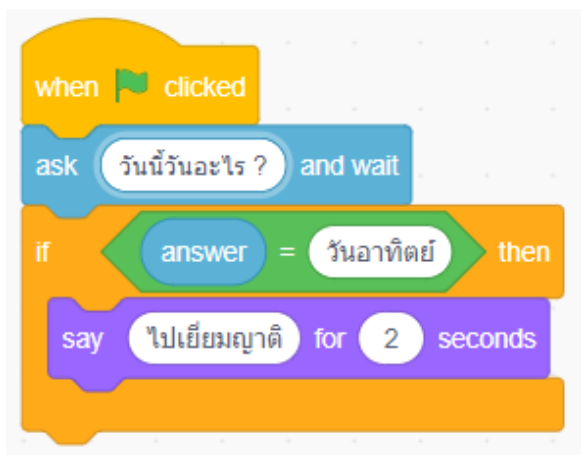 when clicked
ask วันนี้วันอะไร ? and wait
if answer = วันอาทิตย์ then
say ไปเยี่ยมญาติ for 2 seconds